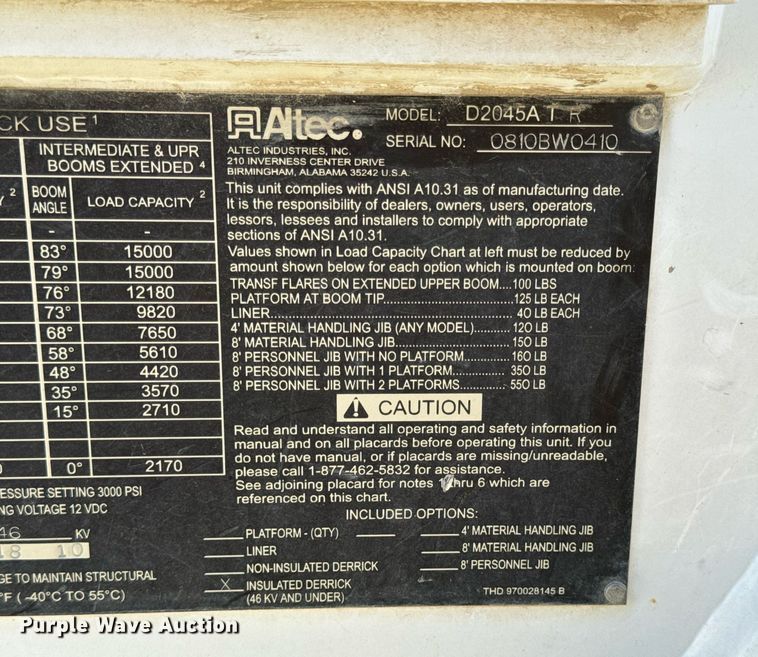 CK USE 1
INTERMEDIATE & UPR
BOOMS EXTENDED 4
2 BOOM ANGLE LOAD CAPACITY 2
- -
83° 15000
79° 15000
76° 12180
73° 9820
68° 7650
58° 5610
48° 4420
35° 3570
15° 2710
0° 2170
ESSURE SETTING 3000 PSI
NG VOLTAGE 12 VDC
46 KV
18 10
GE TO MAINTAIN STRUCTURAL
°F ( -40°C TO 55°C)
Altec.
MODEL: D2045A T R
SERIAL NO: 0810BW0410
ALTEC INDUSTRIES, INC.
210 INVERNESS CENTER DRIVE
BIRMINGHAM, ALABAMA 35242 U.S.A.
This unit complies with ANSI A10.31 as of manufacturing date.
It is the responsibility of dealers, owners, users, operators,
lessors, lessees and installers to comply with appropriate
sections of ANSI A10.31.
Values shown in Load Capacity Chart at left must be reduced by
amount shown below for each option which is mounted on boom:
TRANSF FLARES ON EXTENDED UPPER BOOM...100 LBS
PLATFORM AT BOOM TIP...125 LB EACH
LINER...40 LB EACH
4' MATERIAL HANDLING JIB (ANY MODEL)...120 LB
8' MATERIAL HANDLING JIB...150 LB
8' PERSONNEL JIB WITH NO PLATFORM...160 LB
8' PERSONNEL JIB WITH 1 PLATFORM...350 LB
8' PERSONNEL JIB WITH 2 PLATFORMS...550 LB
CAUTION
Read and understand all operating and safety information in
manual and on all placards before operating this unit. If you
do not have manual, or if placards are missing/unreadable,
please call 1-877-462-5832 for assistance.
See adjoining placard for notes 1 thru 6 which are
referenced on this chart.
INCLUDED OPTIONS:
PLATFORM - (QTY)
LINER
NON-INSULATED DERRICK
X INSULATED DERRICK
(46 KV AND UNDER)
4' MATERIAL HANDLING JIB
8' MATERIAL HANDLING JIB
8' PERSONNEL JIB
THD 970028145 B
Purple Wave Auction